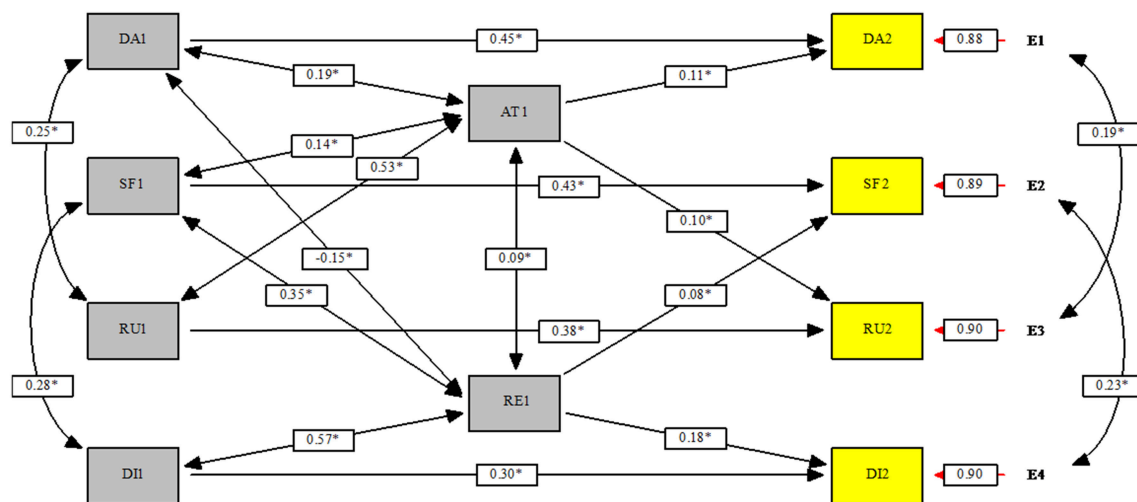 DA1
0.45*
DA2
0.88
E1
0.19*
0.11*
AT1
0.25*
0.19*
0.14*
0.53*
SF1
0.43*
SF2
0.89
E2
0.10*
-0.15*
0.09*
0.35*
0.08*
RU1
0.38*
RU2
0.90
E3
0.28*
0.23*
RE1
0.57*
0.18*
DI1
0.30*
DI2
0.90
E4